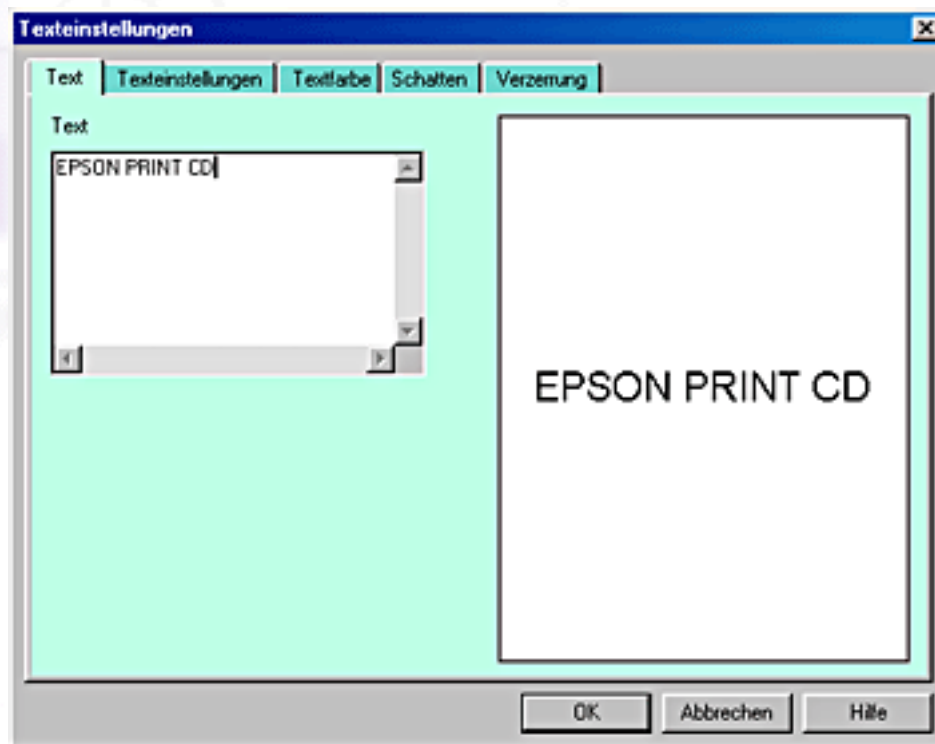 Texteinstellungen
Text Texteinstellungen Textfarbe Schatten Verzerrung
Text
EPSON PRINT CD
EPSON PRINT CD
OK Abbrechen Hilfe